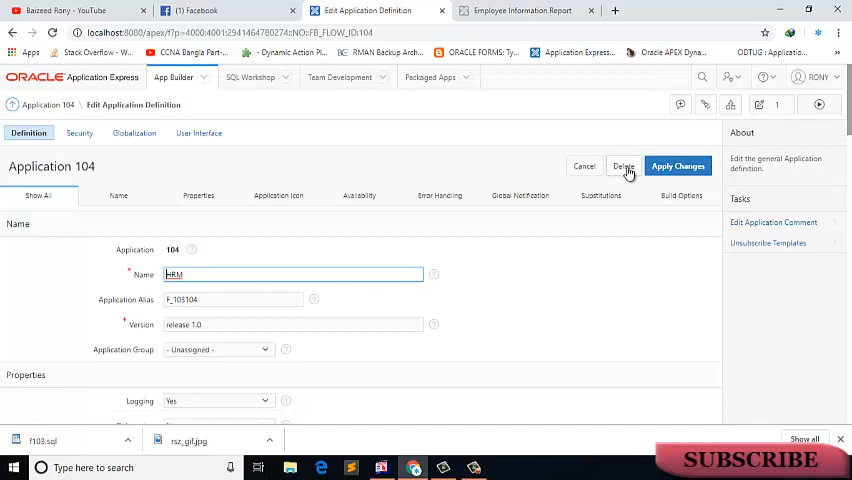 Baizeed Rony - YouTube
(1) Facebook
Edit Application Definition
Employee Information Report
localhost:8080/apex/f?p=4000:4001:2941464780274::NO::FB_FLOW_ID:104
Apps
Stack Overflow - W...
CCNA Bangla Part-...
- Dynamic Action Pl...
RMAN Backup Arch...
ORACLE FORMS: Ty...
Application Express...
Oracle APEX Dyna...
ODTUG : Applicatio...
ORACLE Application Express
App Builder
SQL Workshop
Team Development
Packaged Apps
RONY
Application 104
Edit Application Definition
1
Definition
Security
Globalization
User Interface
About
Application 104
Cancel
Delete
Apply Changes
Edit the general Application
definition.
Show All
Name
Properties
Application Icon
Availability
Error Handling
Global Notification
Substitutions
Build Options
Tasks
Name
Edit Application Comment
Unsubscribe Templates
Application 104
* Name HRM
Application Alias F_103104
* Version release 1.0
Application Group - Unassigned -
Properties
Logging Yes
f103.sql
rsz_gif.jpg
Show all
Type here to search
SUBSCRIBE